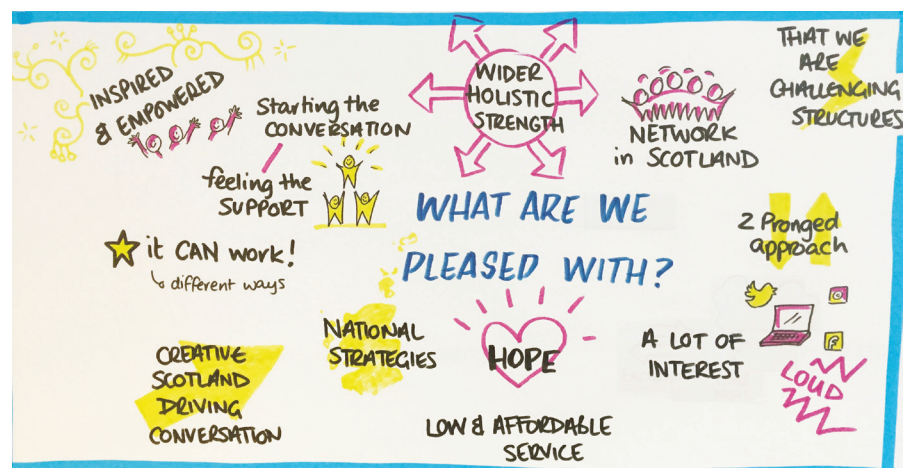 INSPIRED
& EMPOWERED
Starting the
CONVERSATION
feeling the
SUPPORT
WIDER
HOLISTIC
STRENGTH
NETWORK
in SCOTLAND
THAT WE
ARE
CHALLENGING
STRUCTURES
WHAT ARE WE
PLEASED WITH?
it CAN work!
different ways
2 Pronged
approach
CREATIVE
SCOTLAND
DRIVING
CONVERSATION
NATIONAL
STRATEGIES
HOPE
LOW & AFFORDABLE
SERVICE
A LOT OF
INTEREST
LOUD